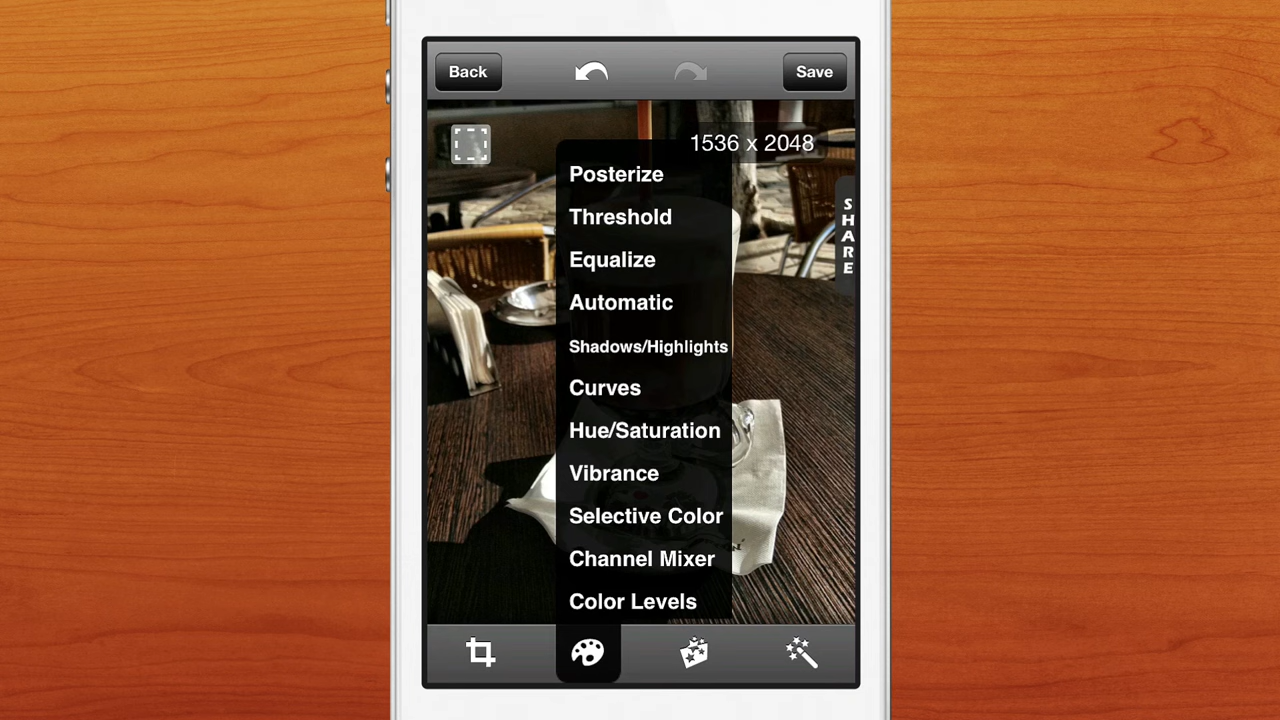 Back
Save
1536 x 2048
SHARE
Posterize
Threshold
Equalize
Automatic
Shadows/Highlights
Curves
Hue/Saturation
Vibrance
Selective Color
Channel Mixer
Color Levels